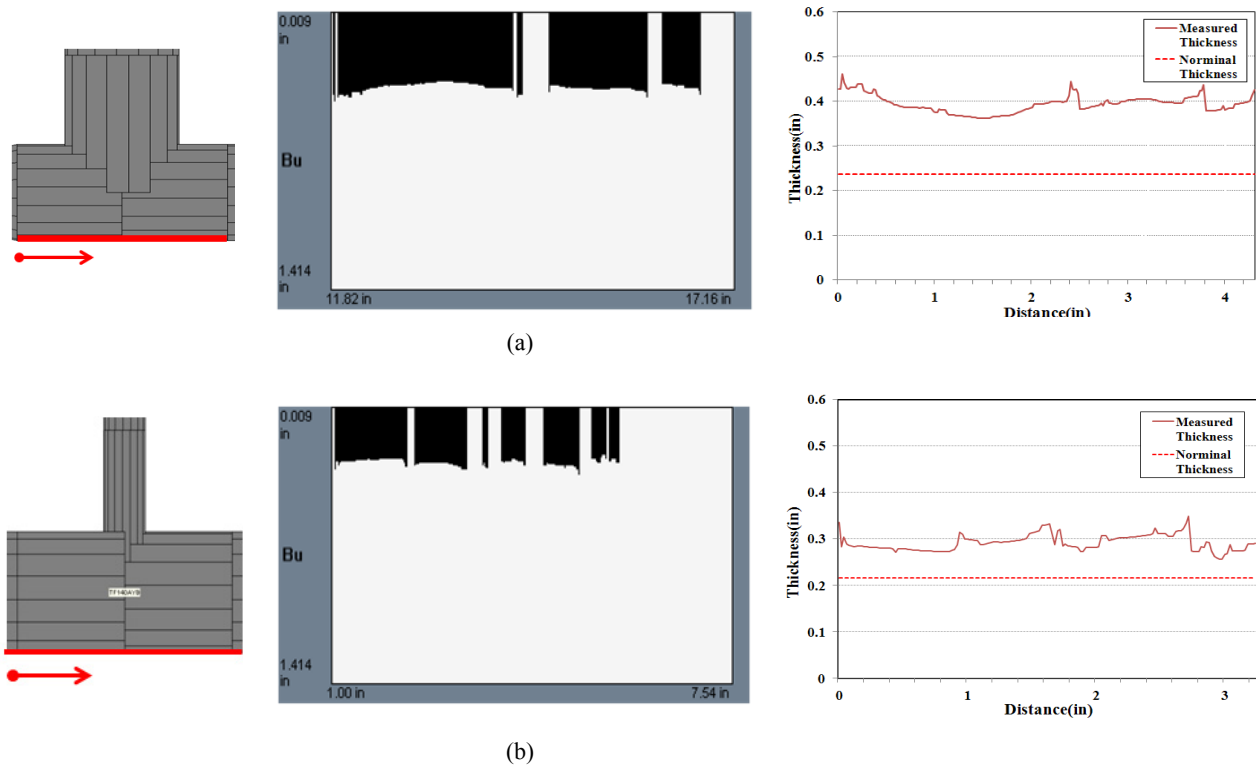 0.009
in
Bu
1.414
in
11.82 in
17.16 in
0.6
0.5
0.4
0.3
0.2
0.1
0
Thickness(in)
Measured
Thickness
Norminal
Thickness
0 1 2 3 4
Distance(in)
(a)
0.009
in
Bu
1.414
in
1.00 in
7.54 in
0.6
0.5
0.4
0.3
0.2
0.1
0
Thickness(in)
Measured
Thickness
Norminal
Thickness
0 1 2 3
Distance(in)
(b)